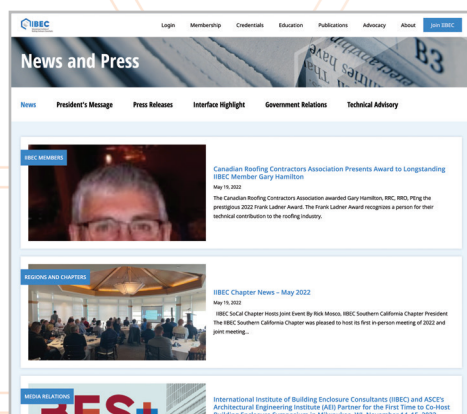 IIBEC
Login Membership Credentials Education Publications Advocacy About Join IIBEC
News and Press
B3
News President's Message Press Releases Interface Highlight Government Relations Technical Advisory
IIBEC MEMBERS
Canadian Roofing Contractors Association Presents Award to Longstanding
IIBEC Member Gary Hamilton
May 19, 2022
The Canadian Roofing Contractors Association awarded Gary Hamilton, RRC, RRO, PEng the
prestigious 2022 Frank Ladner Award. The Frank Ladner Award recognizes a person for their
technical contribution to the roofing industry.
REGIONS AND CHAPTERS
IIBEC Chapter News – May 2022
May 19, 2022
IIBEC SoCal Chapter Hosts Joint Event By Rick Mosco, IIBEC Southern California Chapter President
The IIBEC Southern California Chapter was pleased to host its first in-person meeting of 2022 and
joint meeting...
MEDIA RELATIONS
International Institute of Building Enclosure Consultants (IIBEC) and ASCE's
Architectural Engineering Institute (AEI) Partner for the First Time to Co-Host